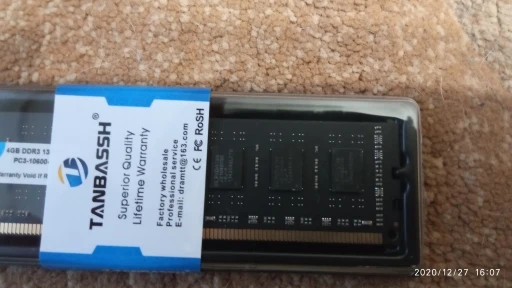 4GB DDR3 13
PC3-10600
Warranty Void If R
TANBASSH
Superior Quality
Lifetime Warranty
Factory wholesale
Professional service
E-mail: dramtt@163.com
CE FC RoSH
2020/12/27 16:07